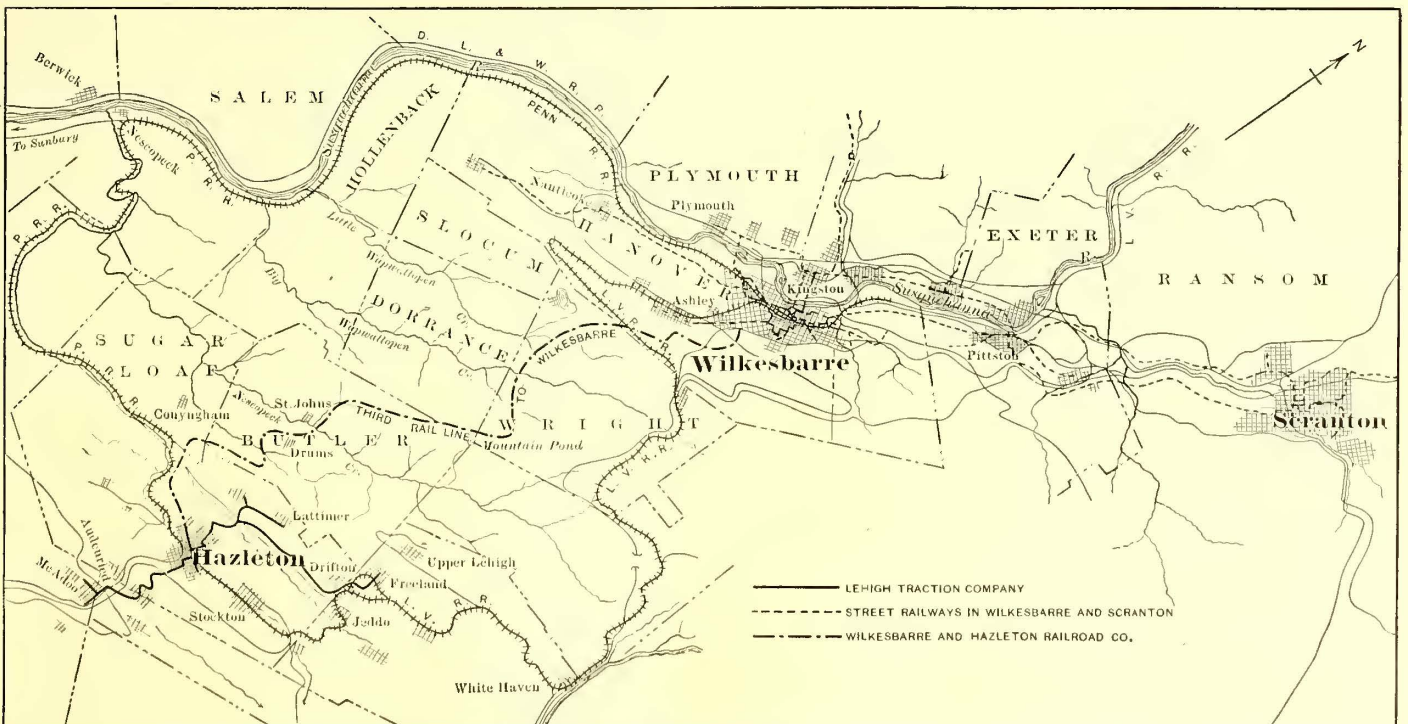 D. L. & W. R. R.
N
Berwick
SALEM
Susquehanna
R.
HOLLENBACK
PENN R. R.
To Sunbury
Nescopeck
P. R. R.
PLYMOUTH
Nanticoke
Plymouth
L. V. R. R.
EXETER
R.
RANSOM
P. R. R.
Little Wapwallopen Cr.
SLOCUM
HANOVER
Kingston
Susquehanna
Ashley
L. V. R. R.
Big Wapwallopen Cr.
DORRANCE
TO WILKESBARRE
Wilkesbarre
Pittston
SUGAR LOAF
P. R. R.
Conyngham
Nescopeck Cr.
St. Johns
THIRD RAIL LINE
WRIGHT
Scranton
BUTLER
Drums
Mountain Pond
L. V. R. R.
Lattimer
Audenried
McAdoo
Hazleton
Drifton
Upper Lehigh
Freeland
L. V. R R
Stockton
Jeddo
White Haven
LEHIGH TRACTION COMPANY
STREET RAILWAYS IN WILKESBARRE AND SCRANTON
WILKESBARRE AND HAZLETON RAILROAD CO.